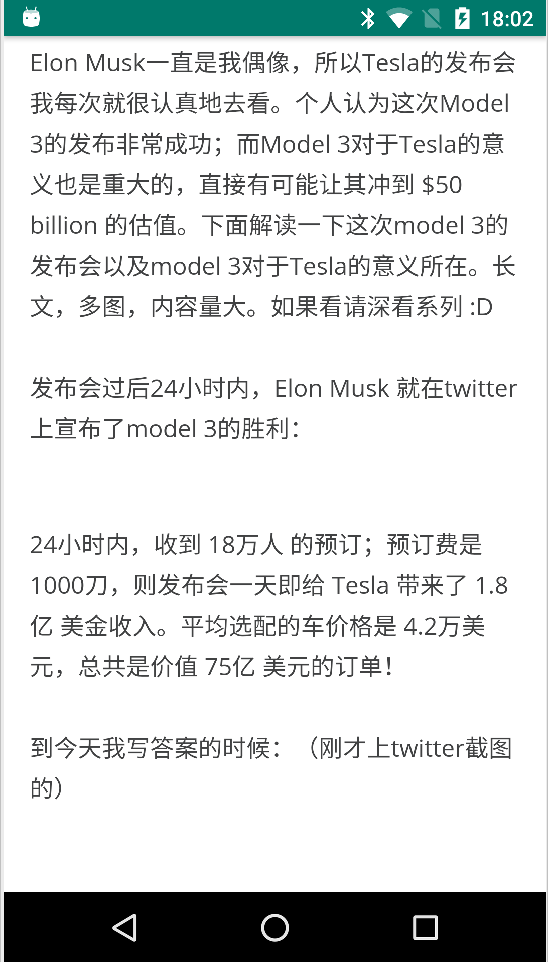 18:02
Elon Musk一直是我偶像，所以Tesla的发布会
我每次就很认真地去看。个人认为这次Model
3的发布非常成功；而Model 3对于Tesla的意
义也是重大的，直接有可能让其冲到 $50
billion 的估值。下面解读一下这次model 3的
发布会以及model 3对于Tesla的意义所在。长
文，多图，内容量大。如果看请深看系列 :D
发布会过后24小时内，Elon Musk 就在twitter
上宣布了model 3的胜利：
24小时内，收到 18万人 的预订；预订费是
1000刀，则发布会一天即给 Tesla 带来了 1.8
亿 美金收入。平均选配的车价格是 4.2万美
元，总共是价值 75亿 美元的订单！
到今天我写答案的时候：（刚才上twitter截图
的）